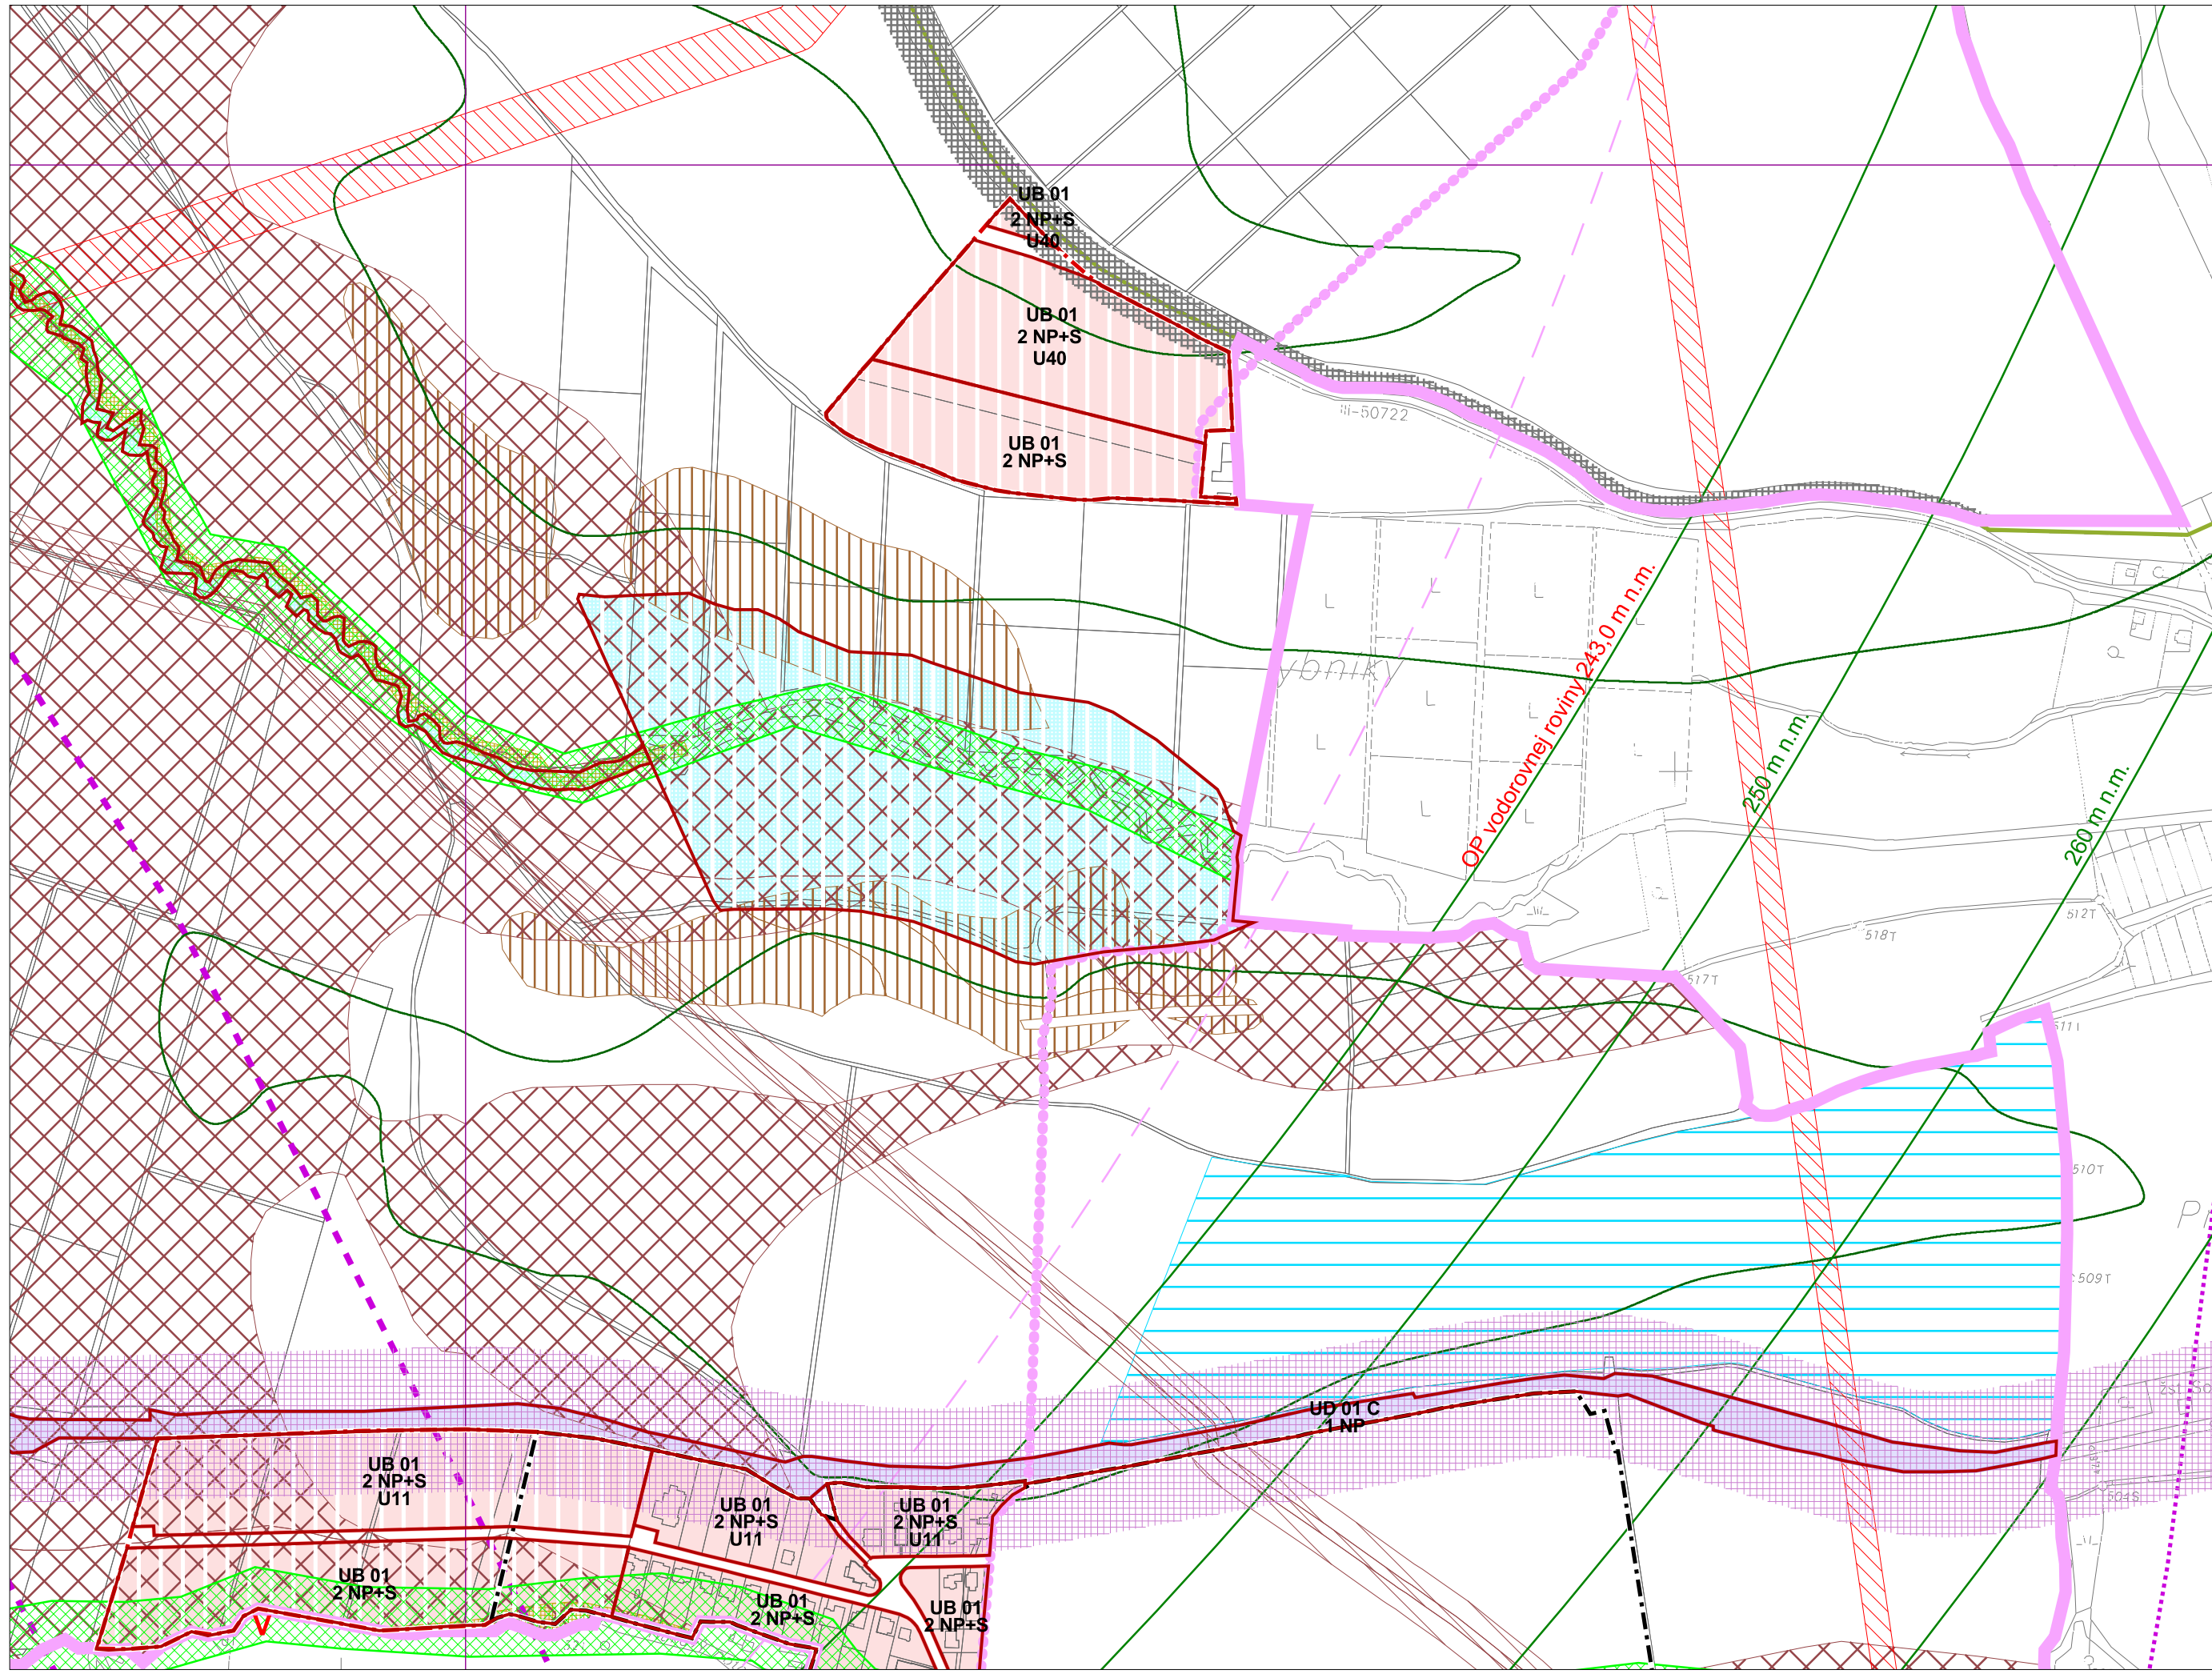 UB 01
2 NP+S
U40
UB 01
2 NP+S
U40
III-50722
UB 01
2 NP+S
ybníky
OP vodorovnej roviny 243,0 m n.m.
250 m n.m.
260 m n.m.
512T
518T
517T
511T
510T
509T
UD 01 C
1 NP
UB 01
2 NP+S
U11
UB 01
2 NP+S
U11
UB 01
2 NP+S
U11
504S
UB 01
2 NP+S
UB 01
2 NP+S
UB 01
2 NP+S